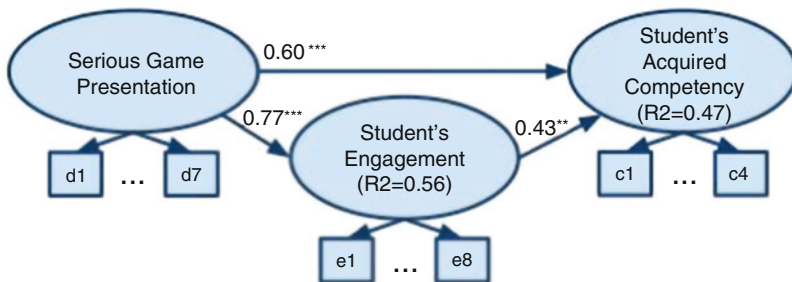 Serious Game
Presentation
0.60 ***
Student's
Acquired
Competency
(R2=0.47)
0.77***
Student's
Engagement
(R2=0.56)
0.43**
d1
...
d7
c1
...
c4
e1
...
e8